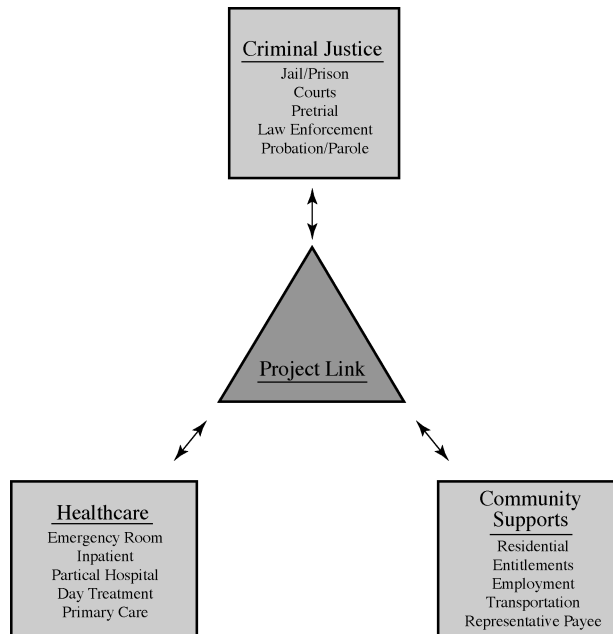 Criminal Justice
Jail/Prison
Courts
Pretrial
Law Enforcement
Probation/Parole
Project Link
Healthcare
Emergency Room
Inpatient
Partical Hospital
Day Treatment
Primary Care
Community
Supports
Residential
Entitlements
Employment
Transportation
Representative Payee